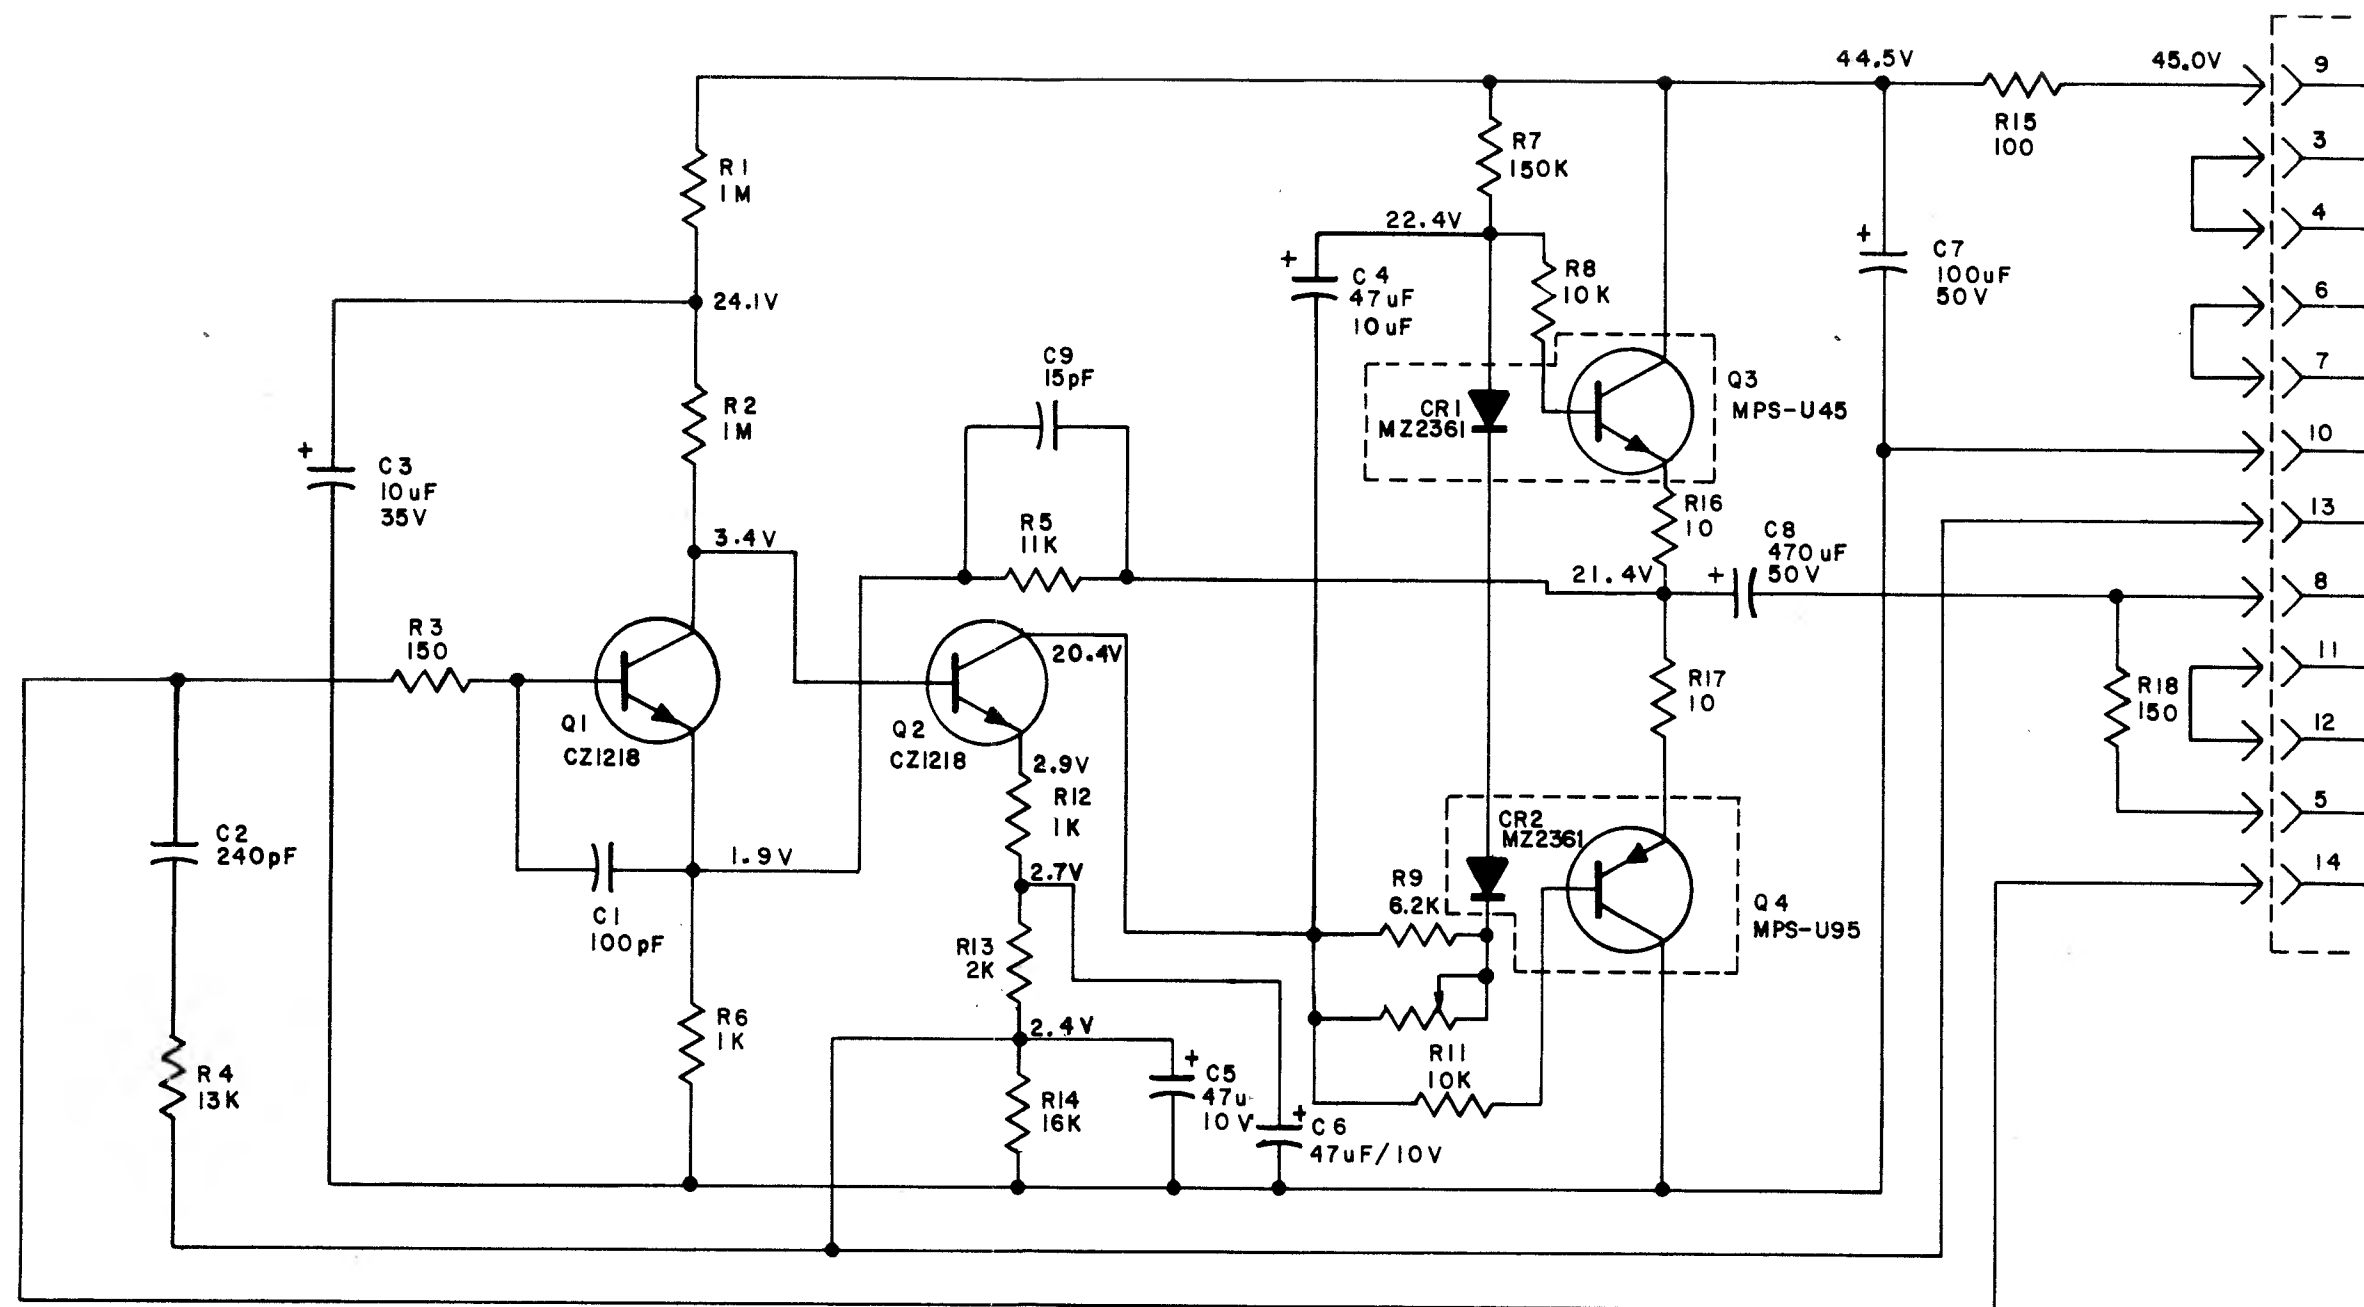 44.5V
45.0V
9
R15
100
3
4
R1
1M
R7
150K
22.4V
C4
47uF
10uF
R8
10K
C7
100uF
50V
6
7
24.1V
C9
15pF
CR1
MZ2361
Q3
MPS-U45
R2
1M
10
C3
10uF
35V
R16
10
13
3.4V
R5
11K
C8
470uF
50V
21.4V
8
R3
150
20.4V
11
R17
10
R18
150
12
Q1
CZ1218
Q2
CZ1218
2.9V
R12
1K
5
CR2
MZ2361
C2
240pF
1.9V
2.7V
R9
6.2K
14
Q4
MPS-U95
C1
100pF
R13
2K
R6
1K
2.4V
R11
10K
R4
13K
R14
16K
C5
47u
10V
C6
47uF/10V
+
+
+
+
+
+